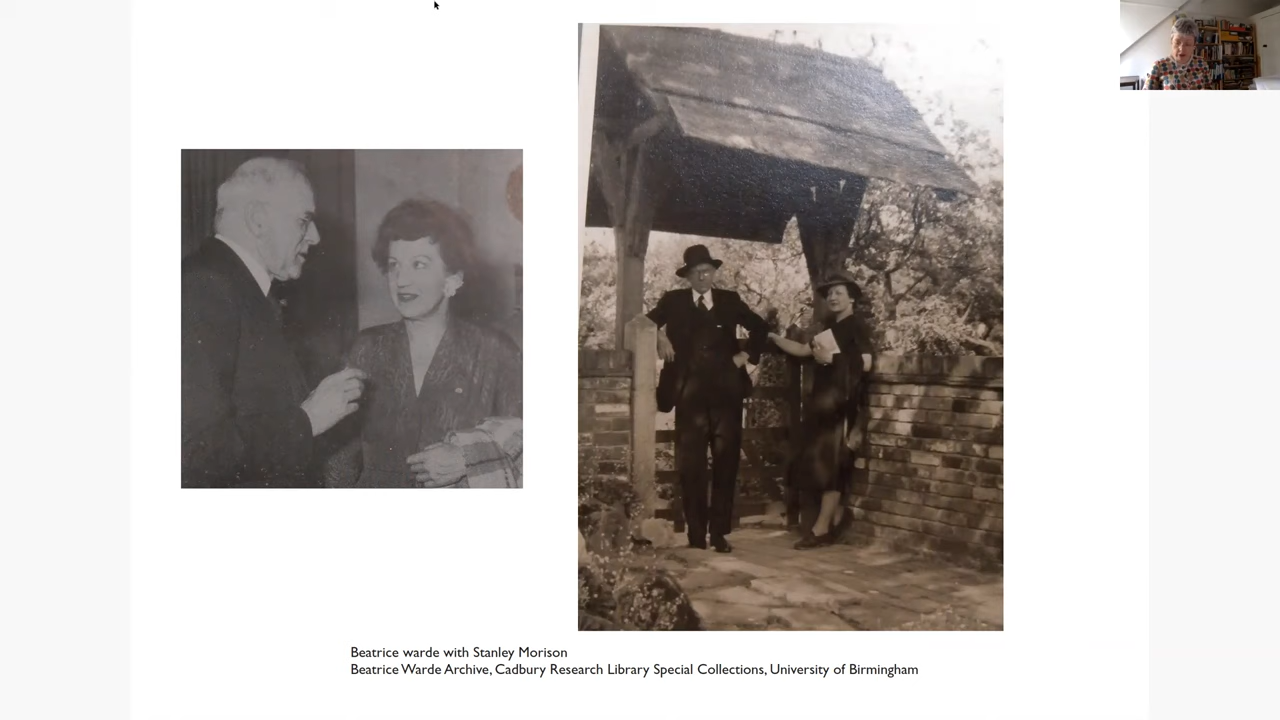 Beatrice warde with Stanley Morison
Beatrice Warde Archive, Cadbury Research Library Special Collections, University of Birmingham